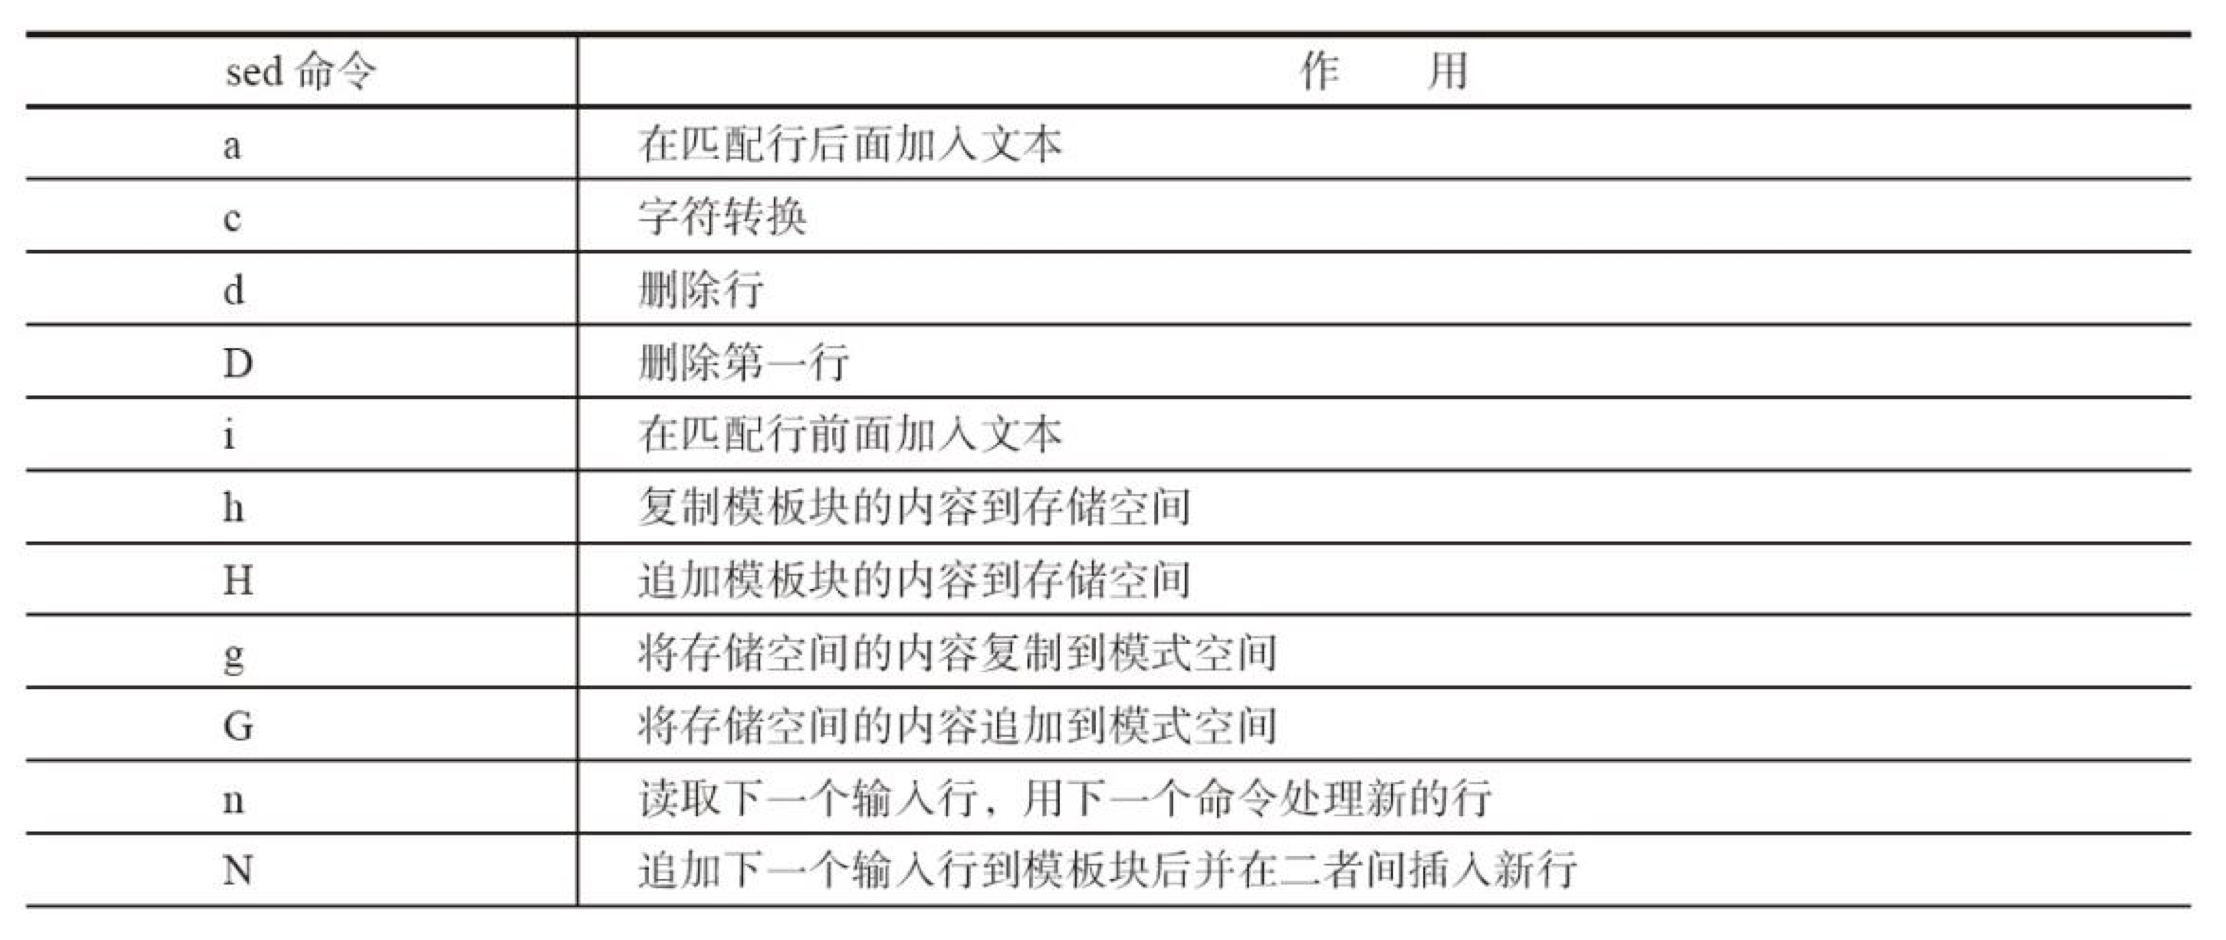 sed 命令 作 用
a 在匹配行后面加入文本
c 字符转换
d 删除行
D 删除第一行
i 在匹配行前面加入文本
h 复制模板块的内容到存储空间
H 追加模板块的内容到存储空间
g 将存储空间的内容复制到模式空间
G 将存储空间的内容追加到模式空间
n 读取下一个输入行，用下一个命令处理新的行
N 追加下一个输入行到模板块后并在二者间插入新行